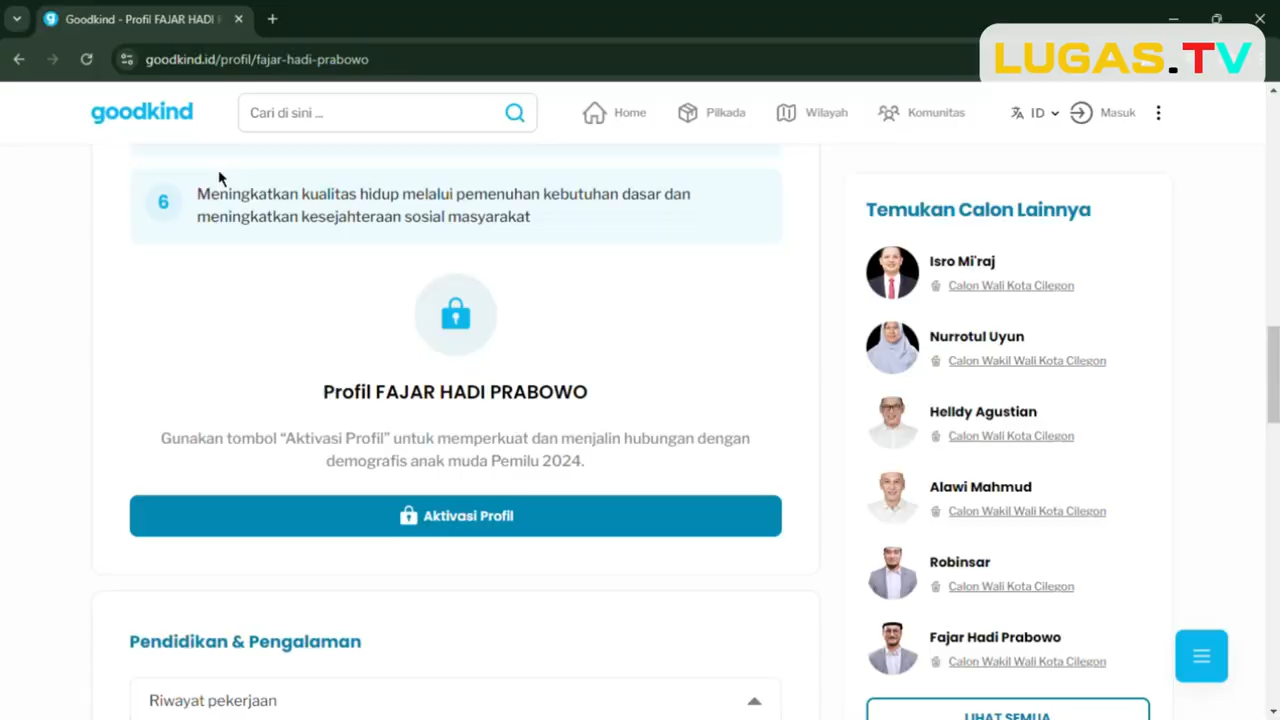 Goodkind - Profil FAJAR HADI
LUGAS.TV
goodkind.id/profil/fajar-hadi-prabowo
goodkind
Cari di sini ...
Home
Pilkada
Wilayah
Komunitas
ID
Masuk
6
Meningkatkan kualitas hidup melalui pemenuhan kebutuhan dasar dan
meningkatkan kesejahteraan sosial masyarakat
Profil FAJAR HADI PRABOWO
Gunakan tombol “Aktivasi Profil” untuk memperkuat dan menjalin hubungan dengan
demografis anak muda Pemilu 2024.
Aktivasi Profil
Pendidikan & Pengalaman
Riwayat pekerjaan
Temukan Calon Lainnya
Isro Mi'raj
Calon Wali Kota Cilegon
Nurrotul Uyun
Calon Wakil Wali Kota Cilegon
Helldy Agustian
Calon Wali Kota Cilegon
Alawi Mahmud
Calon Wakil Wali Kota Cilegon
Robinsar
Calon Wali Kota Cilegon
Fajar Hadi Prabowo
Calon Wakil Wali Kota Cilegon
LIHAT SEMUA